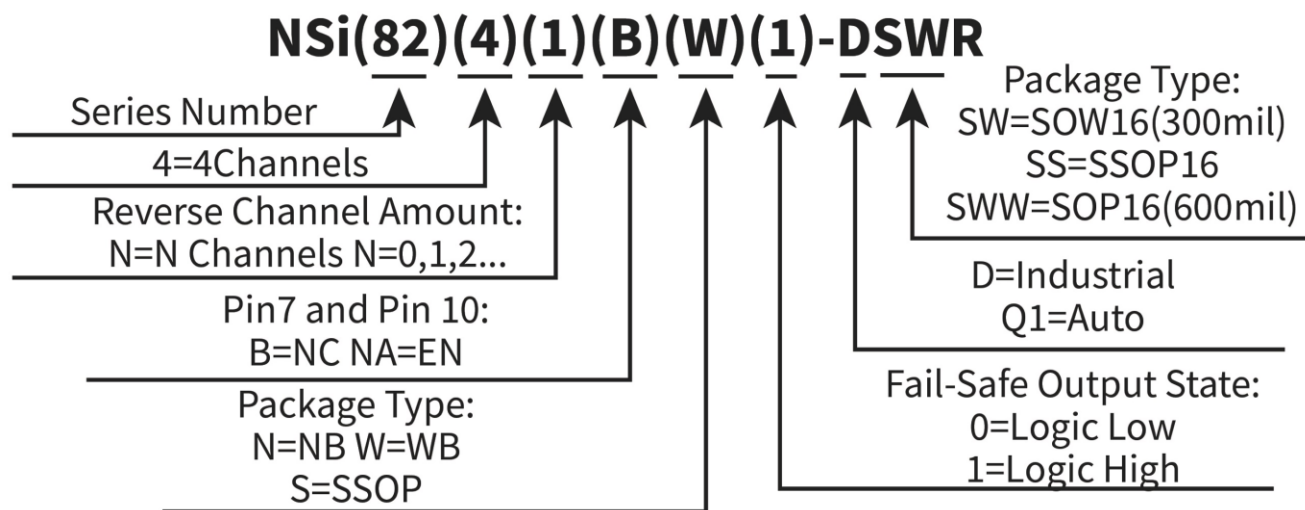 NSi(82)(4)(1)(B)(W)(1)-DSWR
Series Number
4=4Channels
Reverse Channel Amount:
N=N Channels N=0,1,2...
Pin7 and Pin 10:
B=NC NA=EN
Package Type:
N=NB W=WB
S=SSOP
Package Type:
SW=SOW16(300mil)
SS=SSOP16
SWW=SOP16(600mil)
D=Industrial
Q1=Auto
Fail-Safe Output State:
0=Logic Low
1=Logic High